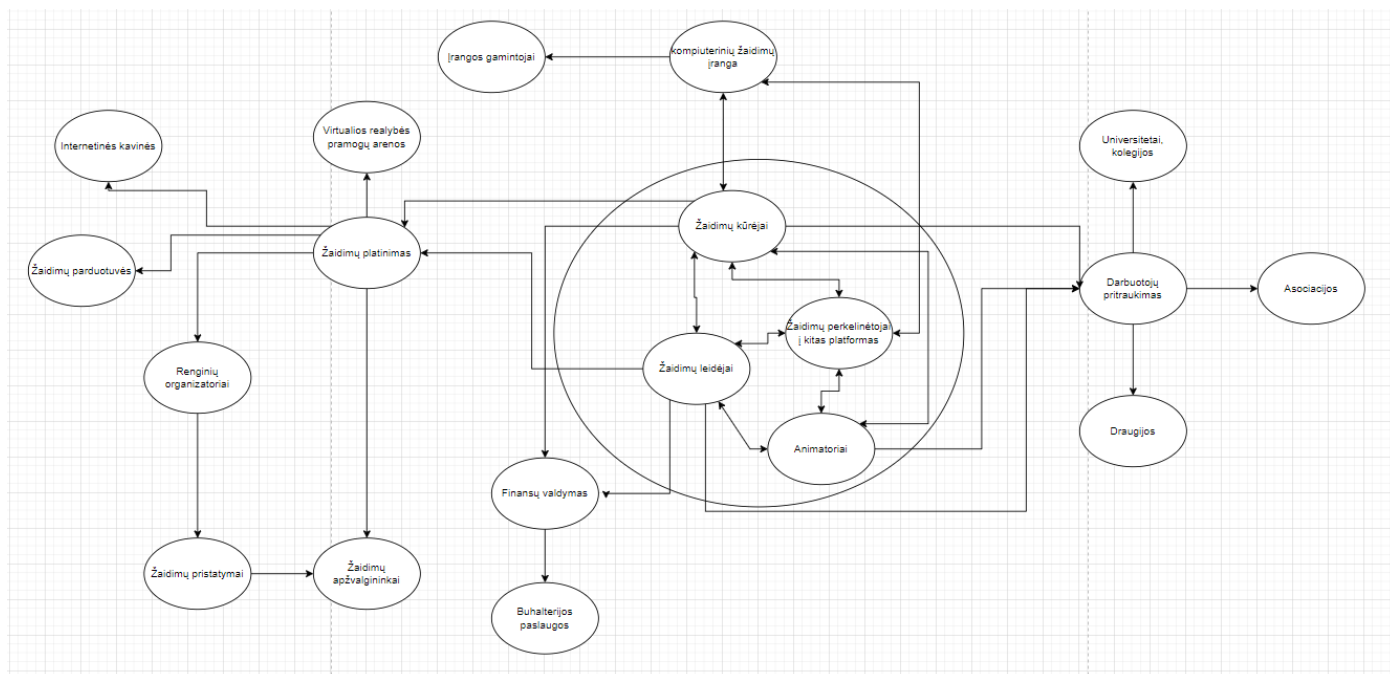 Įrangos gamintojai
kompiuterinių žaidimų
įranga
Internetinės kavinės
Virtualios realybės
pramogų arenos
Universitetai,
kolegijos
Žaidimų kūrėjai
Žaidimų parduotuvės
Žaidimų platinimas
Darbuotojų
pritraukimas
Asociacijos
Žaidimų perkelinėtojai
į kitas platformas
Žaidimų leidėjai
Renginių
organizatoriai
Draugijos
Animatoriai
Finansų valdymas
Žaidimų pristatymai
Žaidimų
apžvalgininkai
Buhalterijos
paslaugos